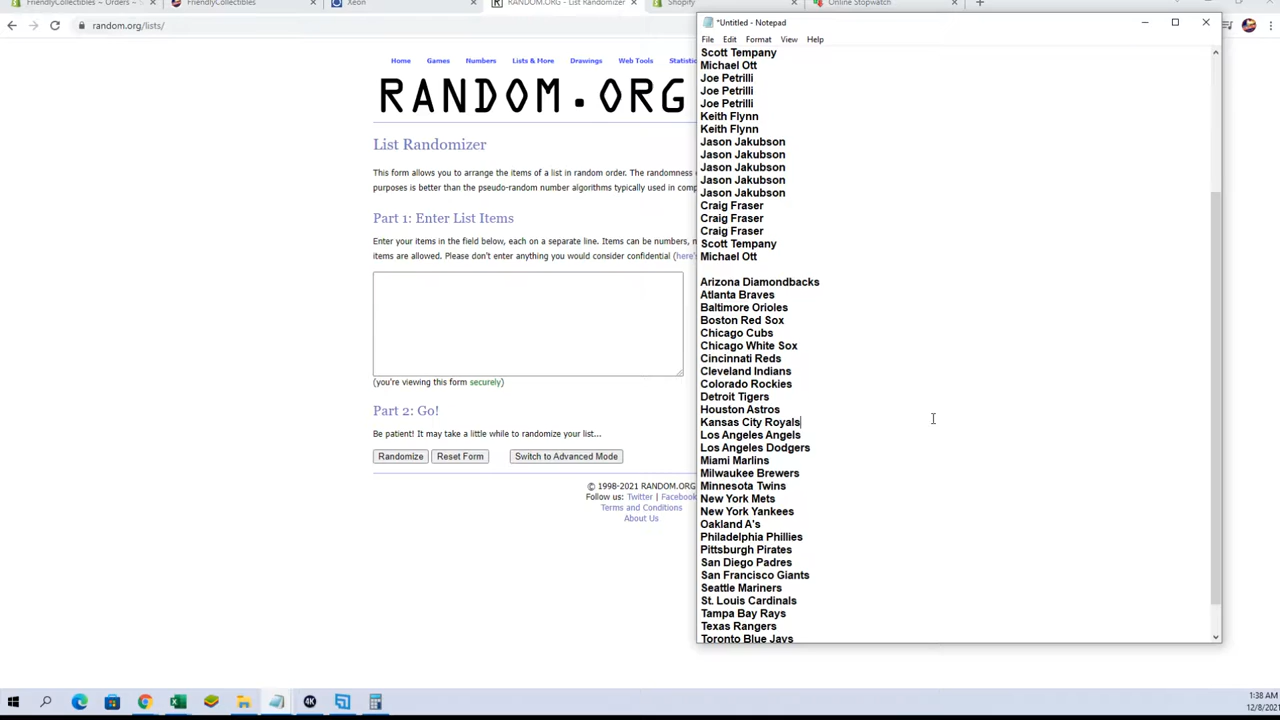 FriendlyCollectibles – Orders
FriendlyCollectibles
Xeon
RANDOM.ORG - List Randomizer
Shopify
Online Stopwatch
random.org/lists/
Home Games Numbers Lists & More Drawings Web Tools
RANDOM.ORG
List Randomizer
This form allows you to arrange the items of a list in random order. The randomness
purposes is better than the pseudo-random number algorithms typically used in
Part 1: Enter List Items
Enter your items in the field below, each on a separate line. Items can be numbers,
items are allowed. Please don't enter anything you would consider confidential (here's
(you're viewing this form securely)
Part 2: Go!
Be patient! It may take a little while to randomize your list...
Randomize Reset Form Switch to Advanced Mode
© 1998-2021 RANDOM.ORG
Follow us: Twitter | Facebook
Terms and Conditions
About Us
*Untitled - Notepad
File Edit Format View Help
Scott Tempany
Michael Ott
Joe Petrilli
Joe Petrilli
Joe Petrilli
Keith Flynn
Keith Flynn
Jason Jakubson
Jason Jakubson
Jason Jakubson
Jason Jakubson
Jason Jakubson
Craig Fraser
Craig Fraser
Craig Fraser
Scott Tempany
Michael Ott
Arizona Diamondbacks
Atlanta Braves
Baltimore Orioles
Boston Red Sox
Chicago Cubs
Chicago White Sox
Cincinnati Reds
Cleveland Indians
Colorado Rockies
Detroit Tigers
Houston Astros
Kansas City Royals
Los Angeles Angels
Los Angeles Dodgers
Miami Marlins
Milwaukee Brewers
Minnesota Twins
New York Mets
New York Yankees
Oakland A's
Philadelphia Phillies
Pittsburgh Pirates
San Diego Padres
San Francisco Giants
Seattle Mariners
St. Louis Cardinals
Tampa Bay Rays
Texas Rangers
Toronto Blue Jays
1:38 AM